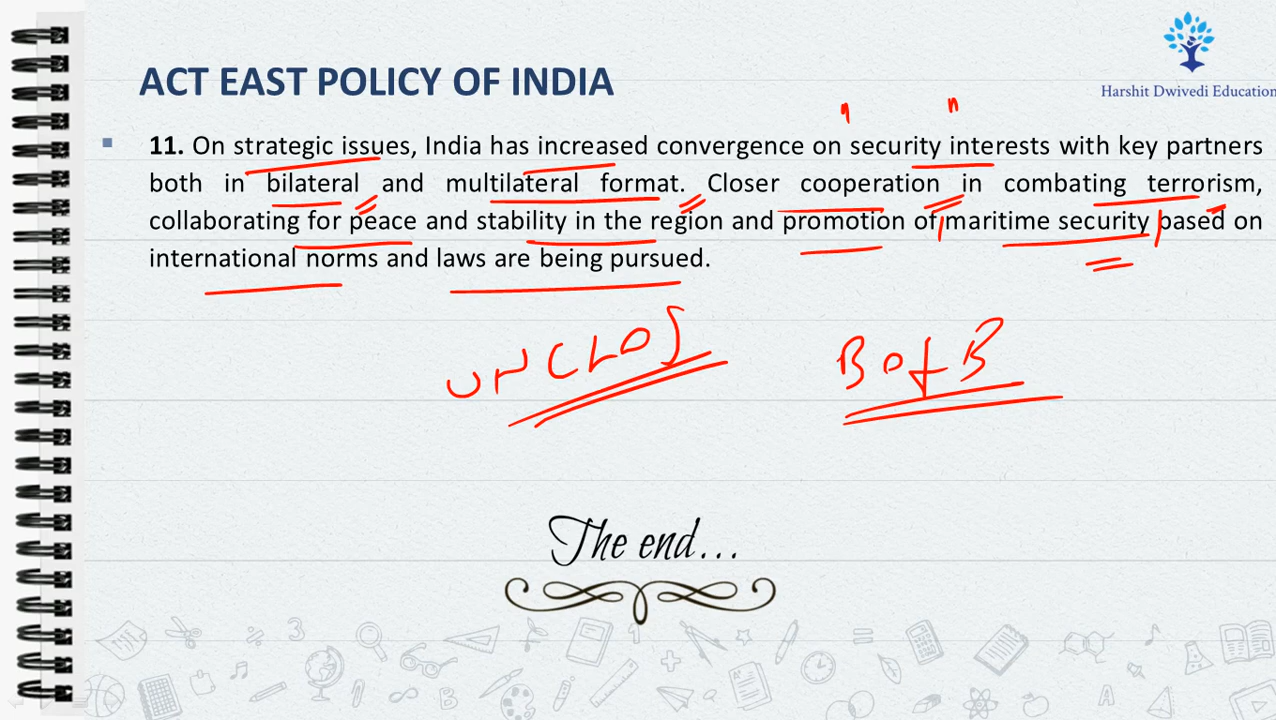 ACT EAST POLICY OF INDIA
Harshit Dwivedi Education
11. On strategic issues, India has increased convergence on security interests with key partners
both in bilateral and multilateral format. Closer cooperation in combating terrorism,
collaborating for peace and stability in the region and promotion of maritime security based on
international norms and laws are being pursued.
UNCLOS
B of B
The end...